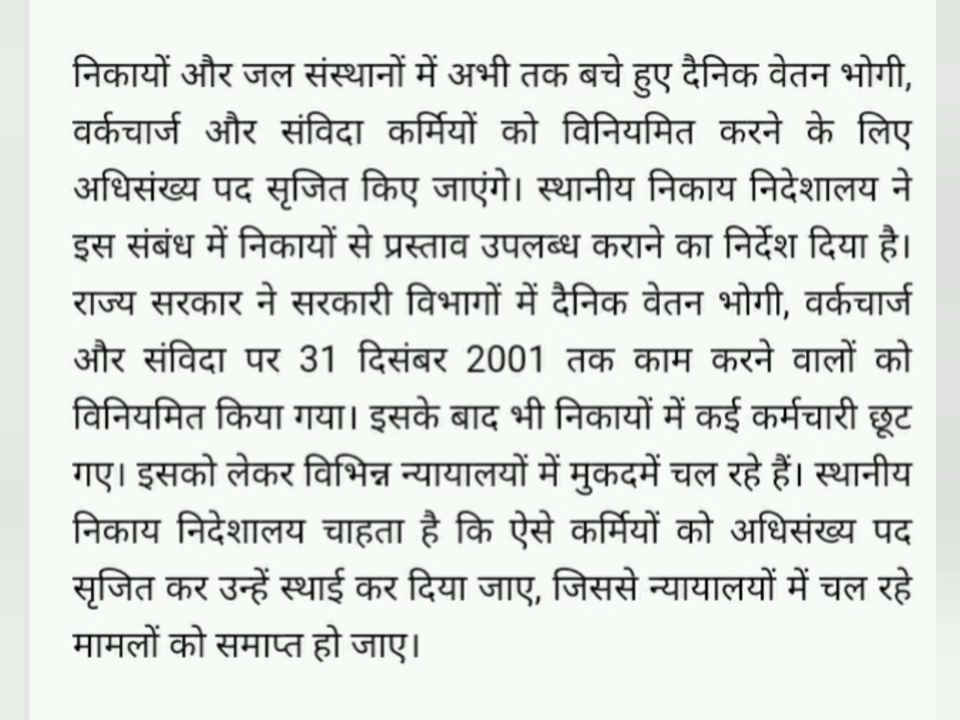 निकायों और जल संस्थानों में अभी तक बचे हुए दैनिक वेतन भोगी,
वर्कचार्ज और संविदा कर्मियों को विनियमित करने के लिए
अधिसंख्य पद सृजित किए जाएंगे। स्थानीय निकाय निदेशालय ने
इस संबंध में निकायों से प्रस्ताव उपलब्ध कराने का निर्देश दिया है।
राज्य सरकार ने सरकारी विभागों में दैनिक वेतन भोगी, वर्कचार्ज
और संविदा पर 31 दिसंबर 2001 तक काम करने वालों को
विनियमित किया गया। इसके बाद भी निकायों में कई कर्मचारी छूट
गए। इसको लेकर विभिन्न न्यायालयों में मुकदमें चल रहे हैं। स्थानीय
निकाय निदेशालय चाहता है कि ऐसे कर्मियों को अधिसंख्य पद
सृजित कर उन्हें स्थाई कर दिया जाए, जिससे न्यायालयों में चल रहे
मामलों को समाप्त हो जाए।